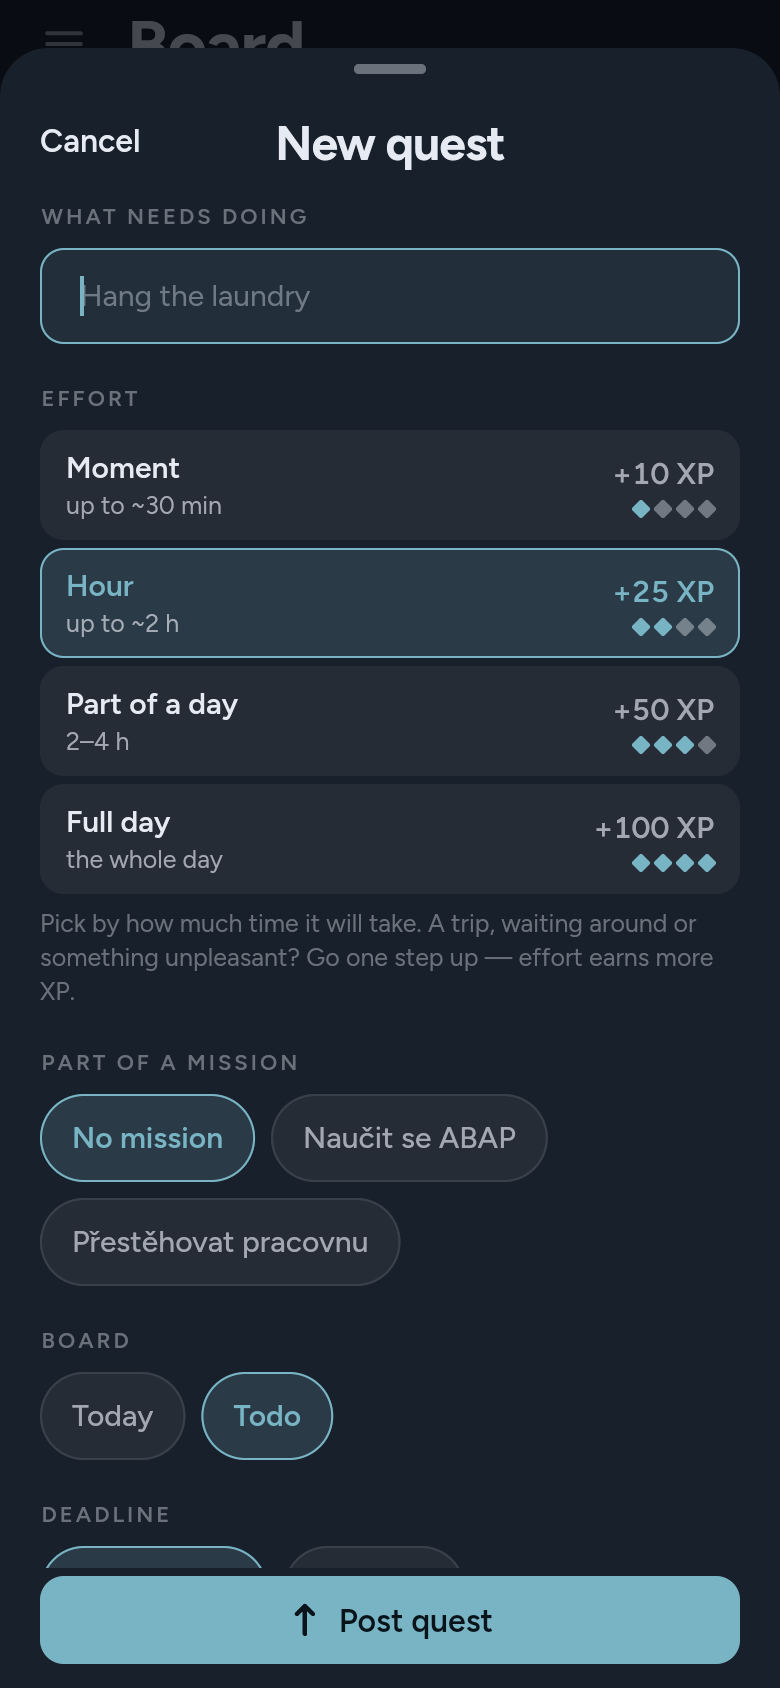 Board
Cancel
New quest
WHAT NEEDS DOING
Hang the laundry
EFFORT
Moment
+10 XP
up to ~30 min
Hour
+25 XP
up to ~2 h
Part of a day
+50 XP
2–4 h
Full day
+100 XP
the whole day
Pick by how much time it will take. A trip, waiting around or
something unpleasant? Go one step up — effort earns more
XP.
PART OF A MISSION
No mission
Naučit se ABAP
Přestěhovat pracovnu
BOARD
Today
Todo
DEADLINE
↑ Post quest